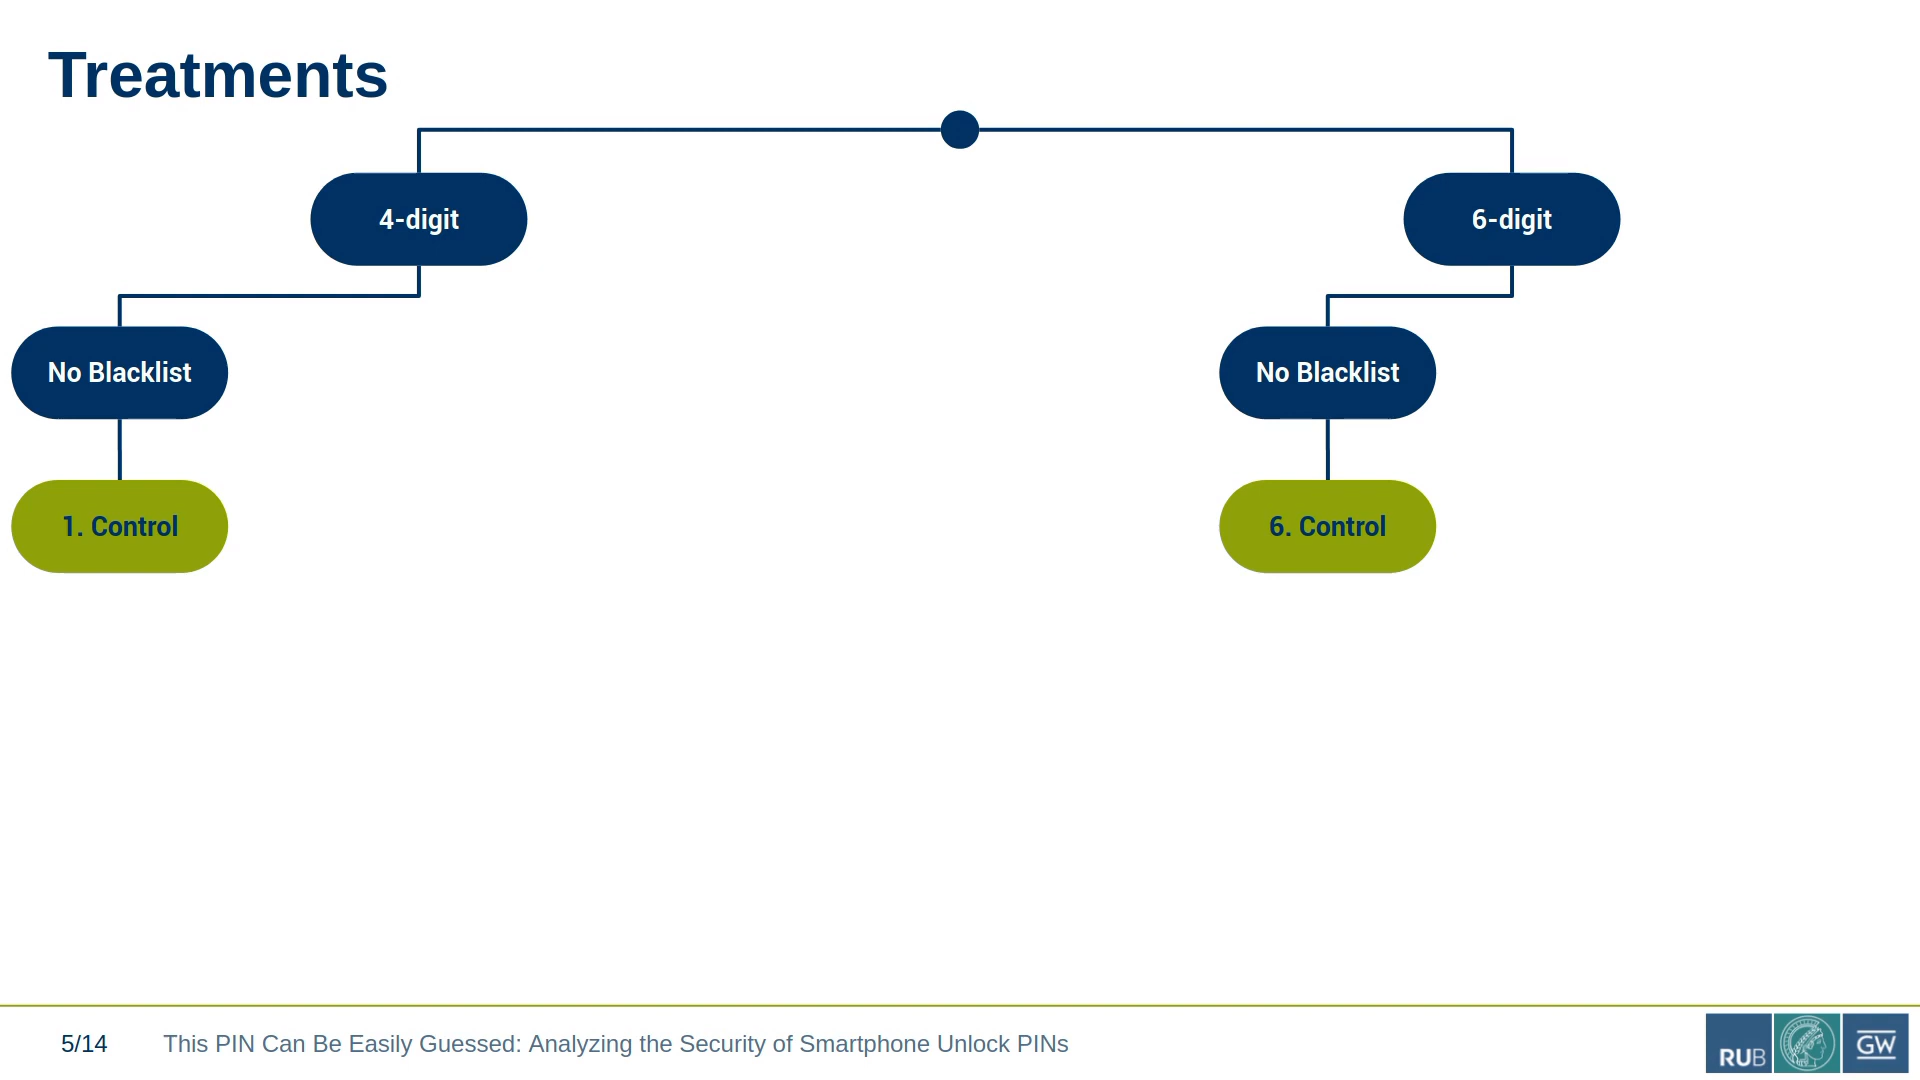 Treatments
4-digit
6-digit
No Blacklist
No Blacklist
1. Control
6. Control
5/14
This PIN Can Be Easily Guessed: Analyzing the Security of Smartphone Unlock PINs
RUB
GW